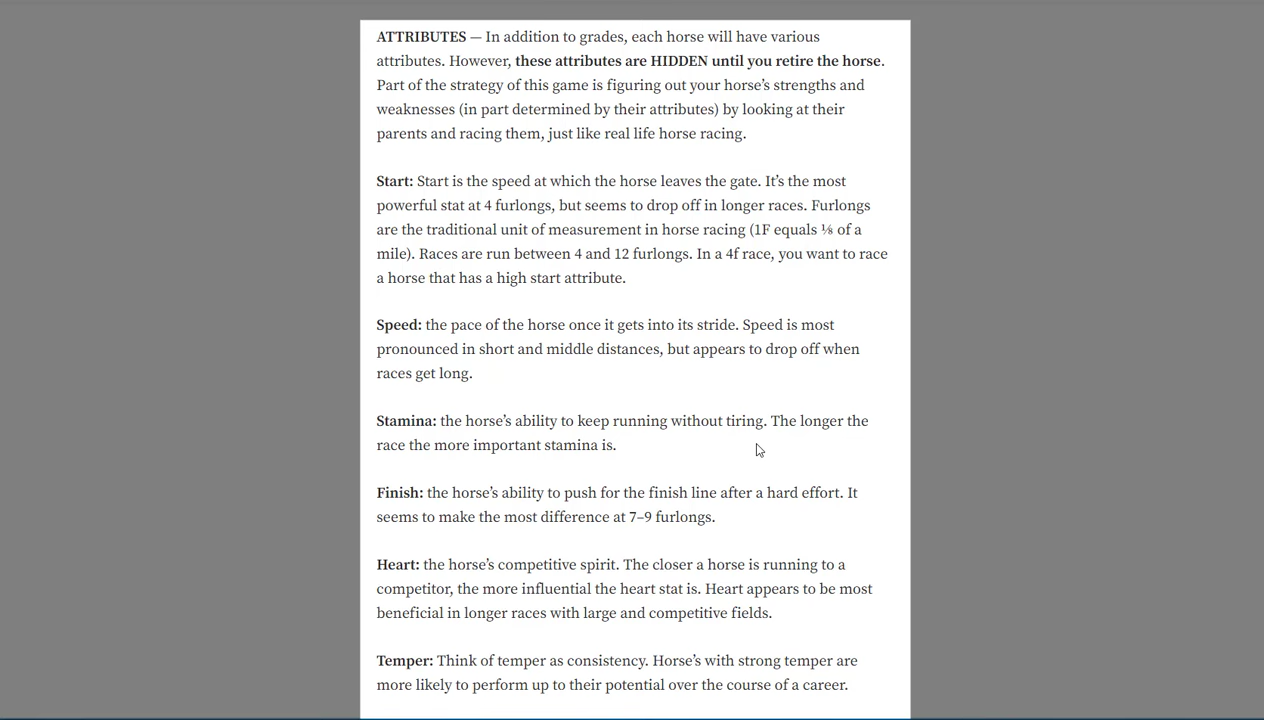 ATTRIBUTES — In addition to grades, each horse will have various
attributes. However, these attributes are HIDDEN until you retire the horse.
Part of the strategy of this game is figuring out your horse’s strengths and
weaknesses (in part determined by their attributes) by looking at their
parents and racing them, just like real life horse racing.
Start: Start is the speed at which the horse leaves the gate. It’s the most
powerful stat at 4 furlongs, but seems to drop off in longer races. Furlongs
are the traditional unit of measurement in horse racing (1F equals ⅛ of a
mile). Races are run between 4 and 12 furlongs. In a 4f race, you want to race
a horse that has a high start attribute.
Speed: the pace of the horse once it gets into its stride. Speed is most
pronounced in short and middle distances, but appears to drop off when
races get long.
Stamina: the horse’s ability to keep running without tiring. The longer the
race the more important stamina is.
Finish: the horse’s ability to push for the finish line after a hard effort. It
seems to make the most difference at 7–9 furlongs.
Heart: the horse’s competitive spirit. The closer a horse is running to a
competitor, the more influential the heart stat is. Heart appears to be most
beneficial in longer races with large and competitive fields.
Temper: Think of temper as consistency. Horse’s with strong temper are
more likely to perform up to their potential over the course of a career.